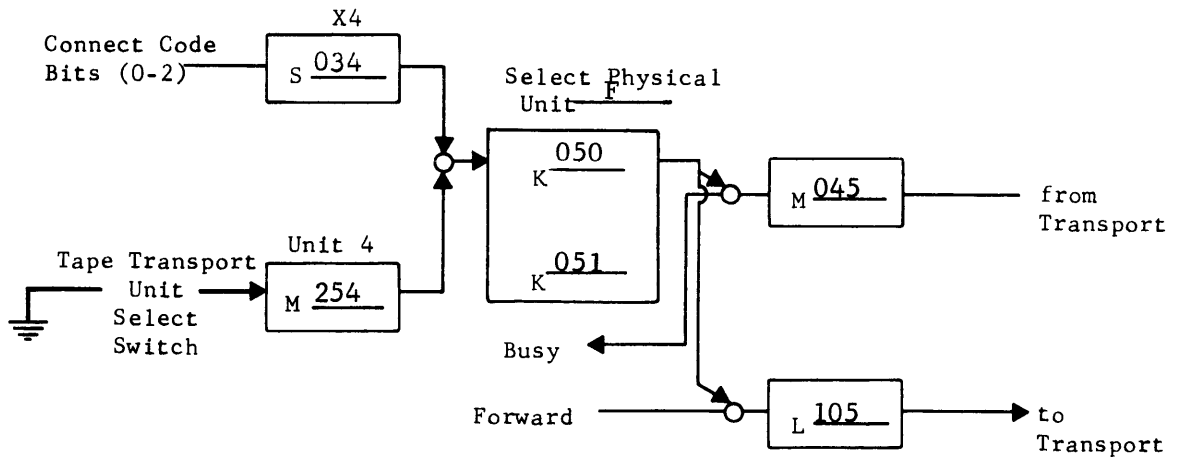 X4
Connect Code
Bits (0-2)
S 034
Select Physical
Unit F
K 050
K 051
M 045
from
Transport
Unit 4
Tape Transport
Unit
Select
Switch
M 254
Busy
Forward
L 105
to
Transport